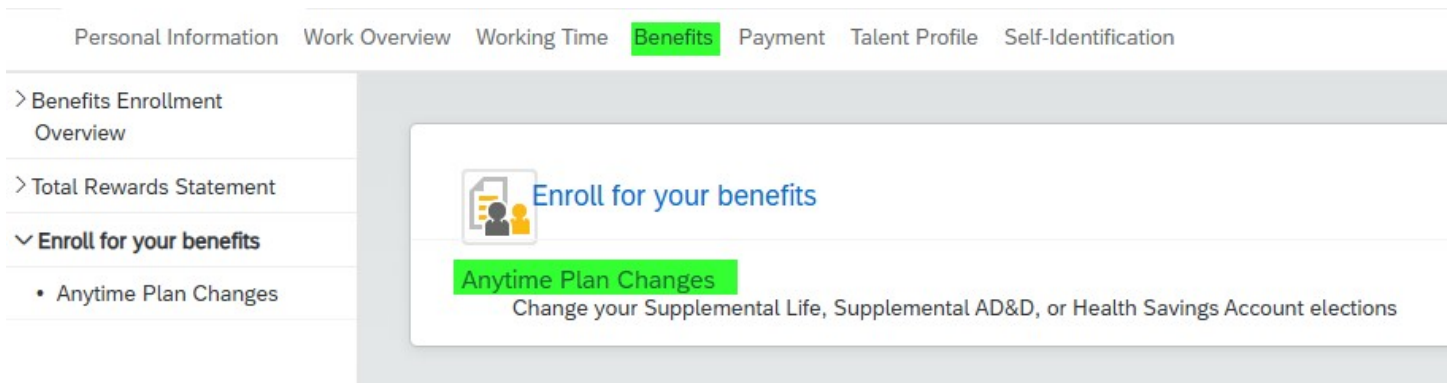 Personal Information Work Overview Working Time Benefits Payment Talent Profile Self-Identification
Benefits Enrollment
Overview
Total Rewards Statement
Enroll for your benefits
• Anytime Plan Changes
Enroll for your benefits
Anytime Plan Changes
Change your Supplemental Life, Supplemental AD&D, or Health Savings Account elections